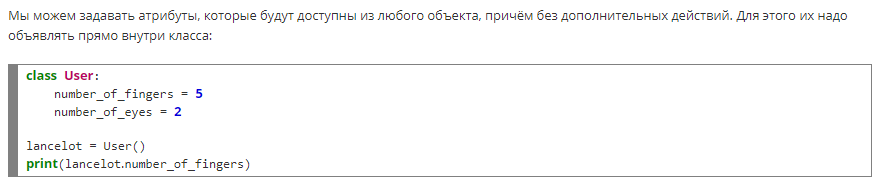 Мы можем задавать атрибуты, которые будут доступны из любого объекта, причём без дополнительных действий. Для этого их надо
объявлять прямо внутри класса:
class User:
    number_of_fingers = 5
    number_of_eyes = 2

lancelot = User()
print(lancelot.number_of_fingers)